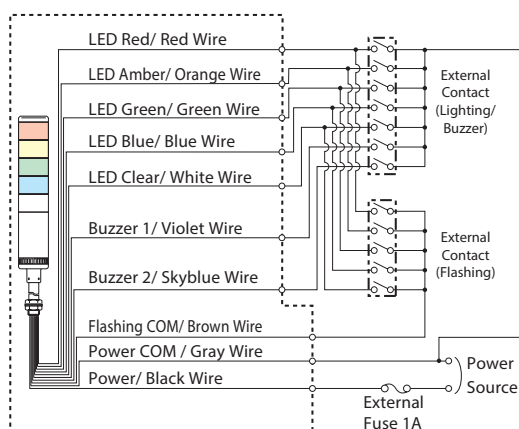 LED Red/ Red Wire
LED Amber/ Orange Wire
LED Green/ Green Wire
LED Blue/ Blue Wire
LED Clear/ White Wire
Buzzer 1/ Violet Wire
Buzzer 2/ Skyblue Wire
Flashing COM/ Brown Wire
Power COM / Gray Wire
Power/ Black Wire
External
Contact
(Lighting/
Buzzer)
External
Contact
(Flashing)
Power
Source
External
Fuse 1A